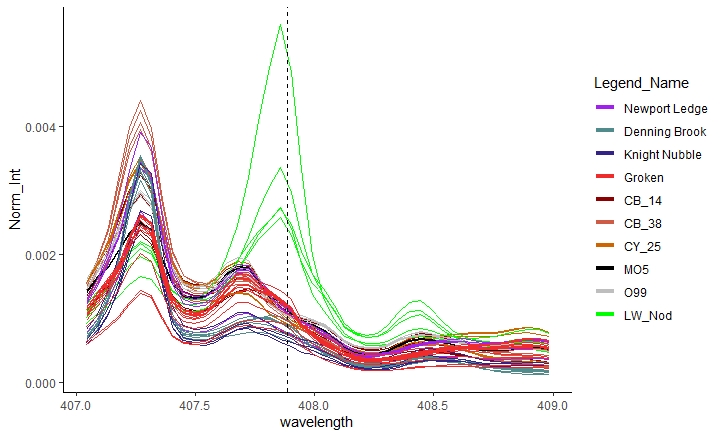 Norm_Int
0.004
0.002
0.000
407.0 407.5 408.0 408.5 409.0
wavelength
Legend_Name
Newport Ledge
Denning Brook
Knight Nubble
Groken
CB_14
CB_38
CY_25
MO5
O99
LW_Nod